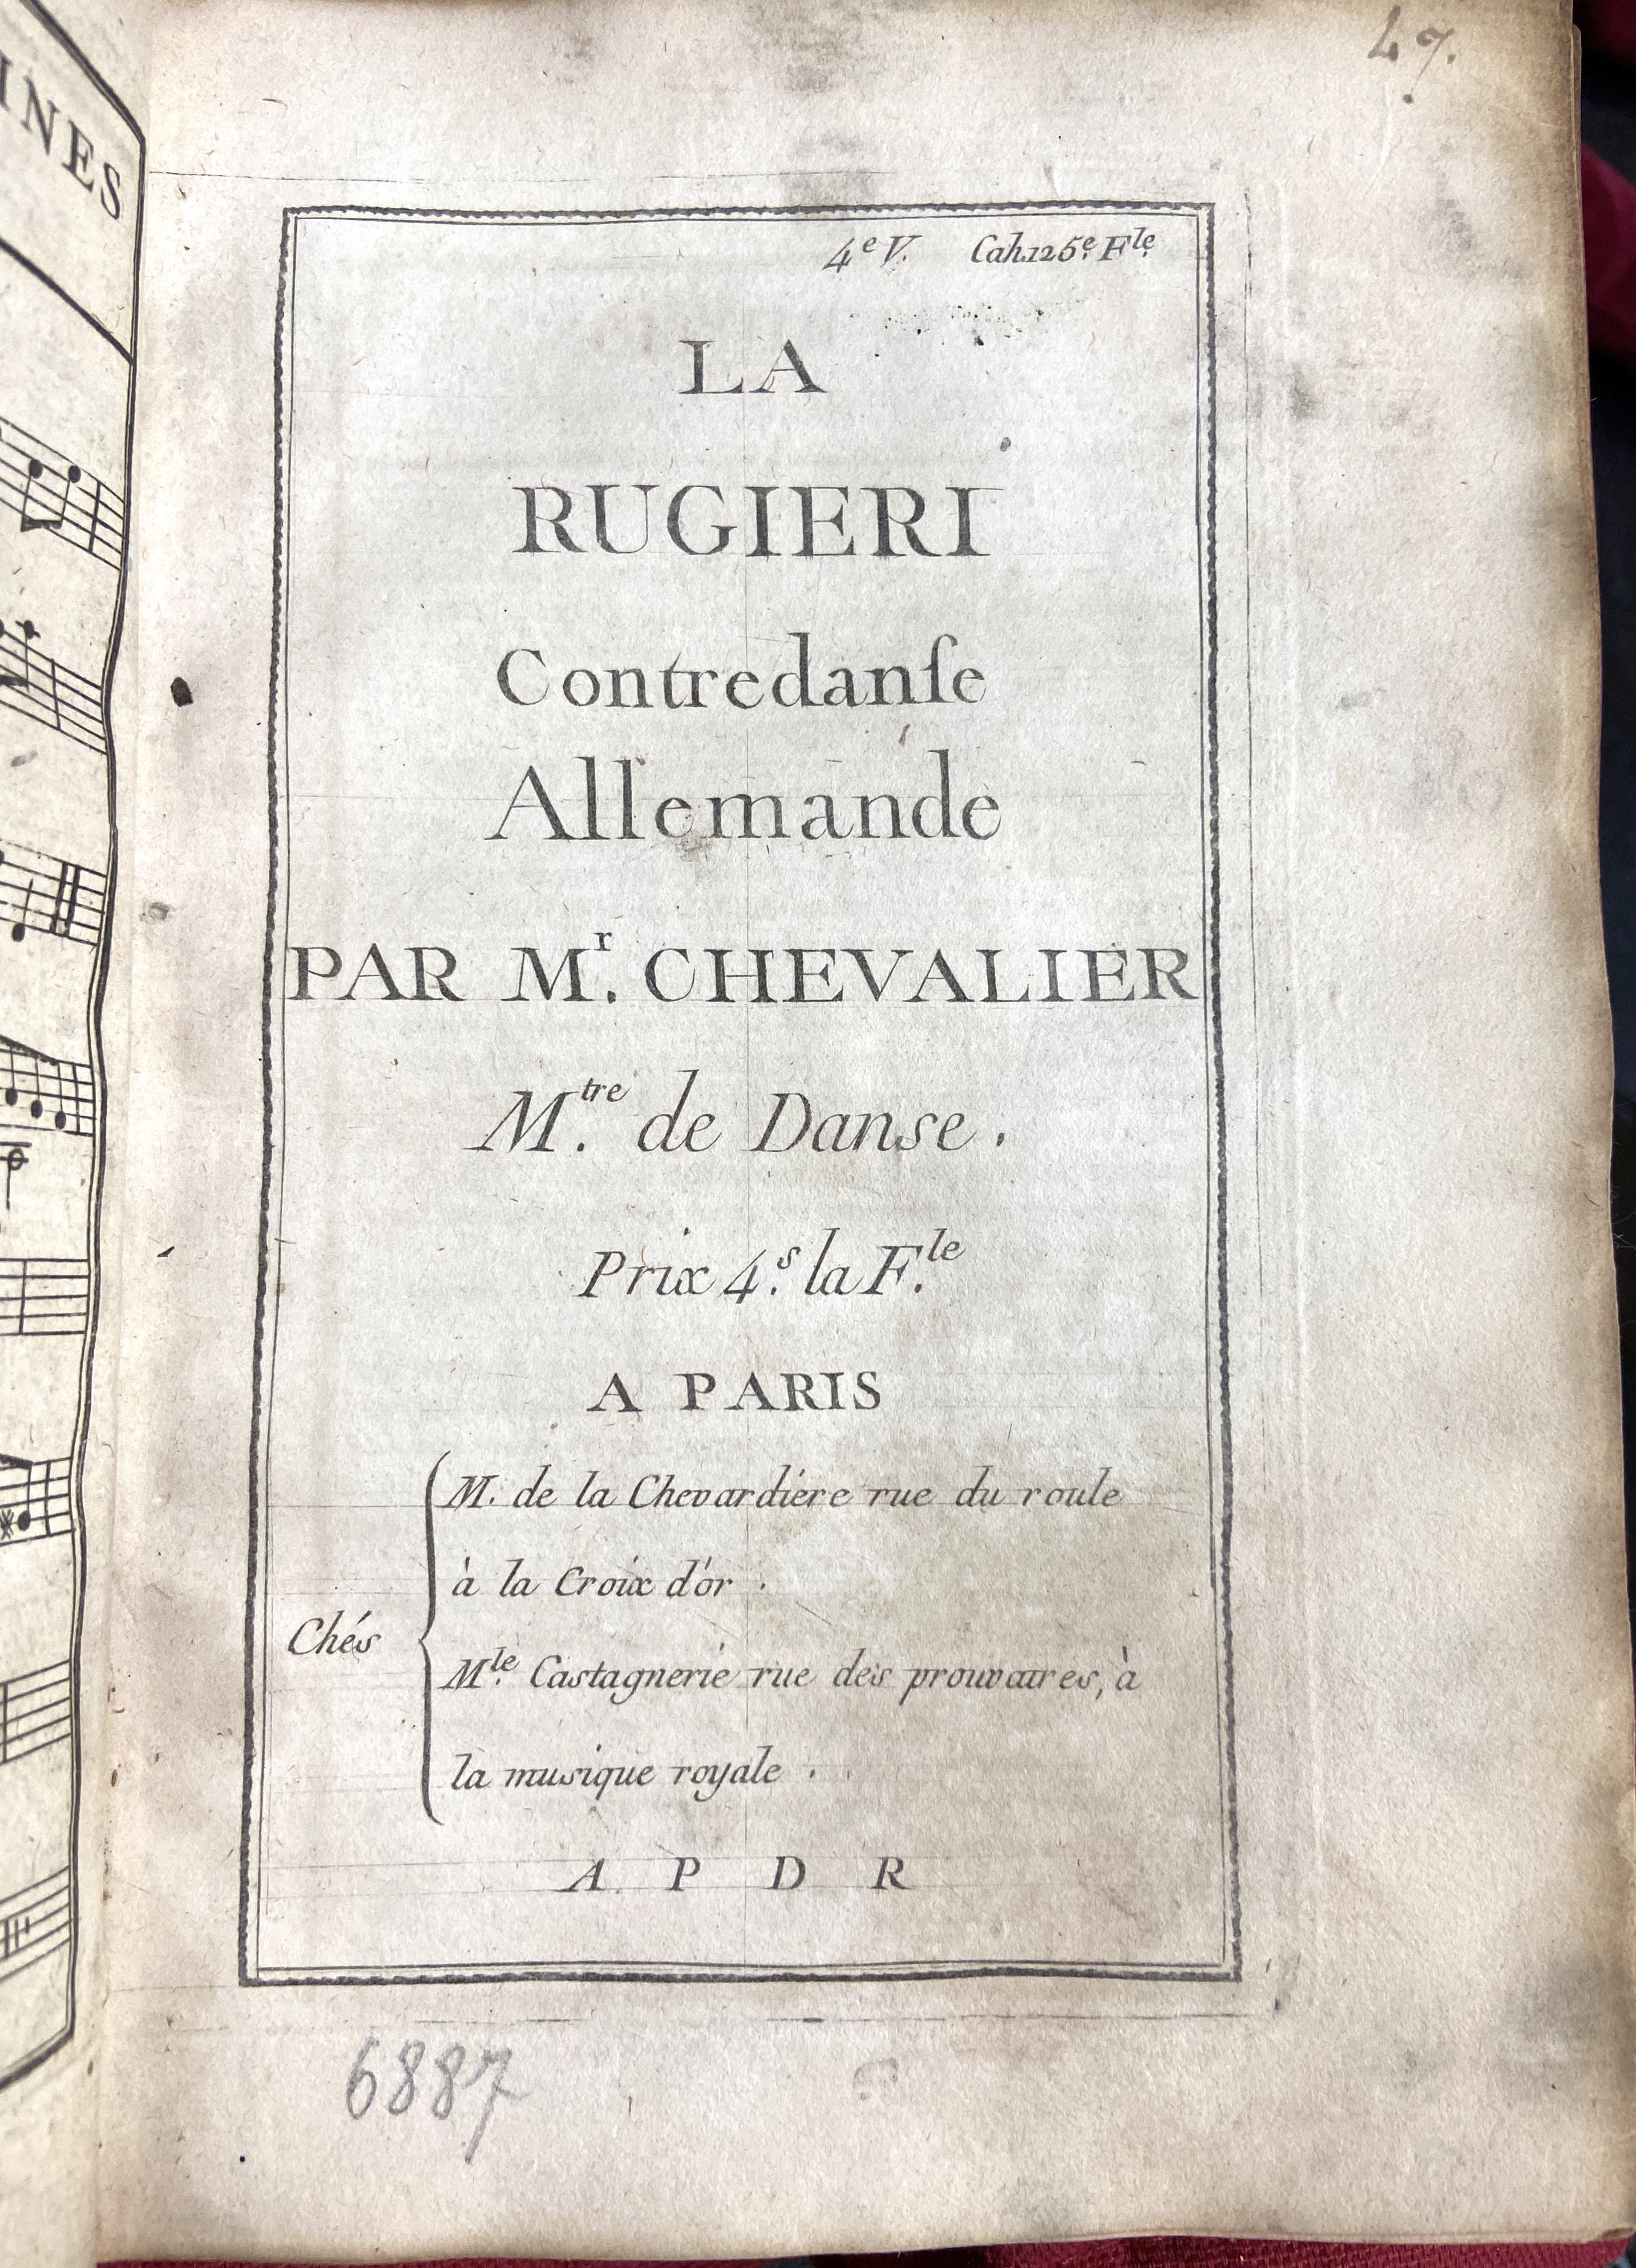 INES
47.
4.e V. Cah.125.e F.le
LA
RUGIERI
Contredanſe
Allemande
PAR M.r CHEVALIER
M.tre de Danse.
Prix 4.s la F.le
A PARIS
Chés
M. de la Chevardiére rue du roule
à la Croix d'or.
M.le Castagnerie rue des prouvaires, à
la musique royale.
A P D R
6887